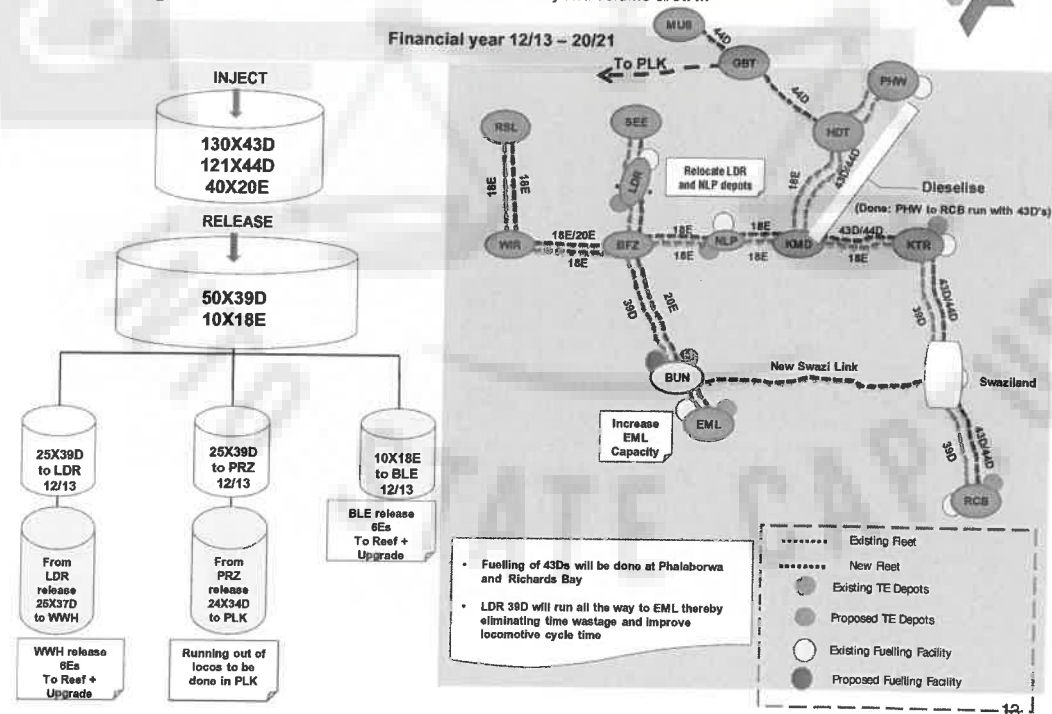 Financial year 12/13 – 20/21
INJECT
130X43D
121X44D
40X20E
RELEASE
50X39D
10X18E
25X39D
to LDR
12/13
25X39D
to PRZ
12/13
10X18E
to BLE
12/13
From
LDR
release
25X37D
to WWH
From
PRZ
release
24X34D
to PLK
BLE release
6Es
To Reef +
Upgrade
WWH release
6Es
To Reef +
Upgrade
Running out of
locos to be
done in PLK
MUS
44D
To PLK
GBT
PHW
44D
HDT
RSL
SEE
LDR
Relocate LDR
and NLP depots
18E
43D/44D
Dieselise
(Done: PHW to RCB run with 43D's)
18E
18E
WIR
18E/20E
18E
BFZ
18E
18E
NLP
18E
18E
KMD
43D/44D
18E
KTR
39D
20E
39D
43D/44D
BUN
New Swazi Link
Swaziland
Increase
EML
Capacity
EML
39D
43D/44D
RCB
• Fuelling of 43Ds will be done at Phalaborwa
and Richards Bay
• LDR 39D will run all the way to EML thereby
eliminating time wastage and improve
locomotive cycle time
Existing Fleet
New Fleet
Existing TE Depots
Proposed TE Depots
Existing Fuelling Facility
Proposed Fuelling Facility
12